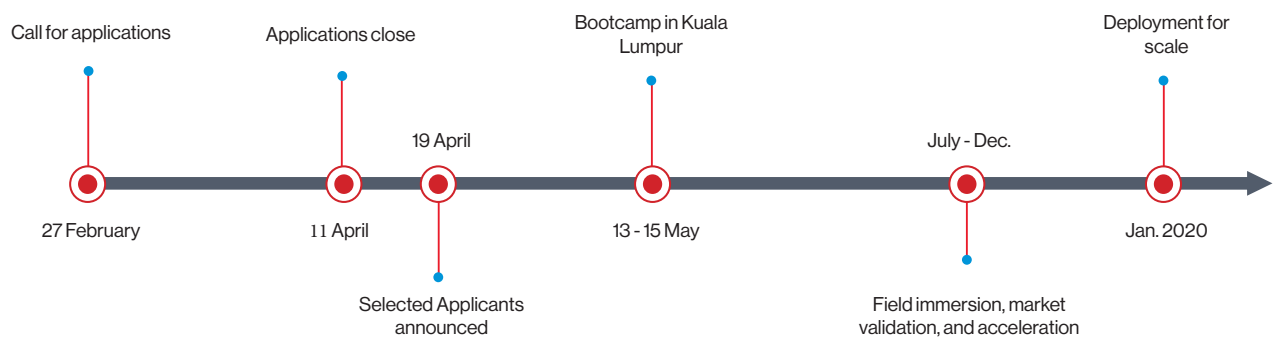 Call for applications
27 February
Applications close
11 April
19 April
Selected Applicants
announced
Bootcamp in Kuala
Lumpur
13 - 15 May
July - Dec.
Field immersion, market
validation, and acceleration
Deployment for
scale
Jan. 2020